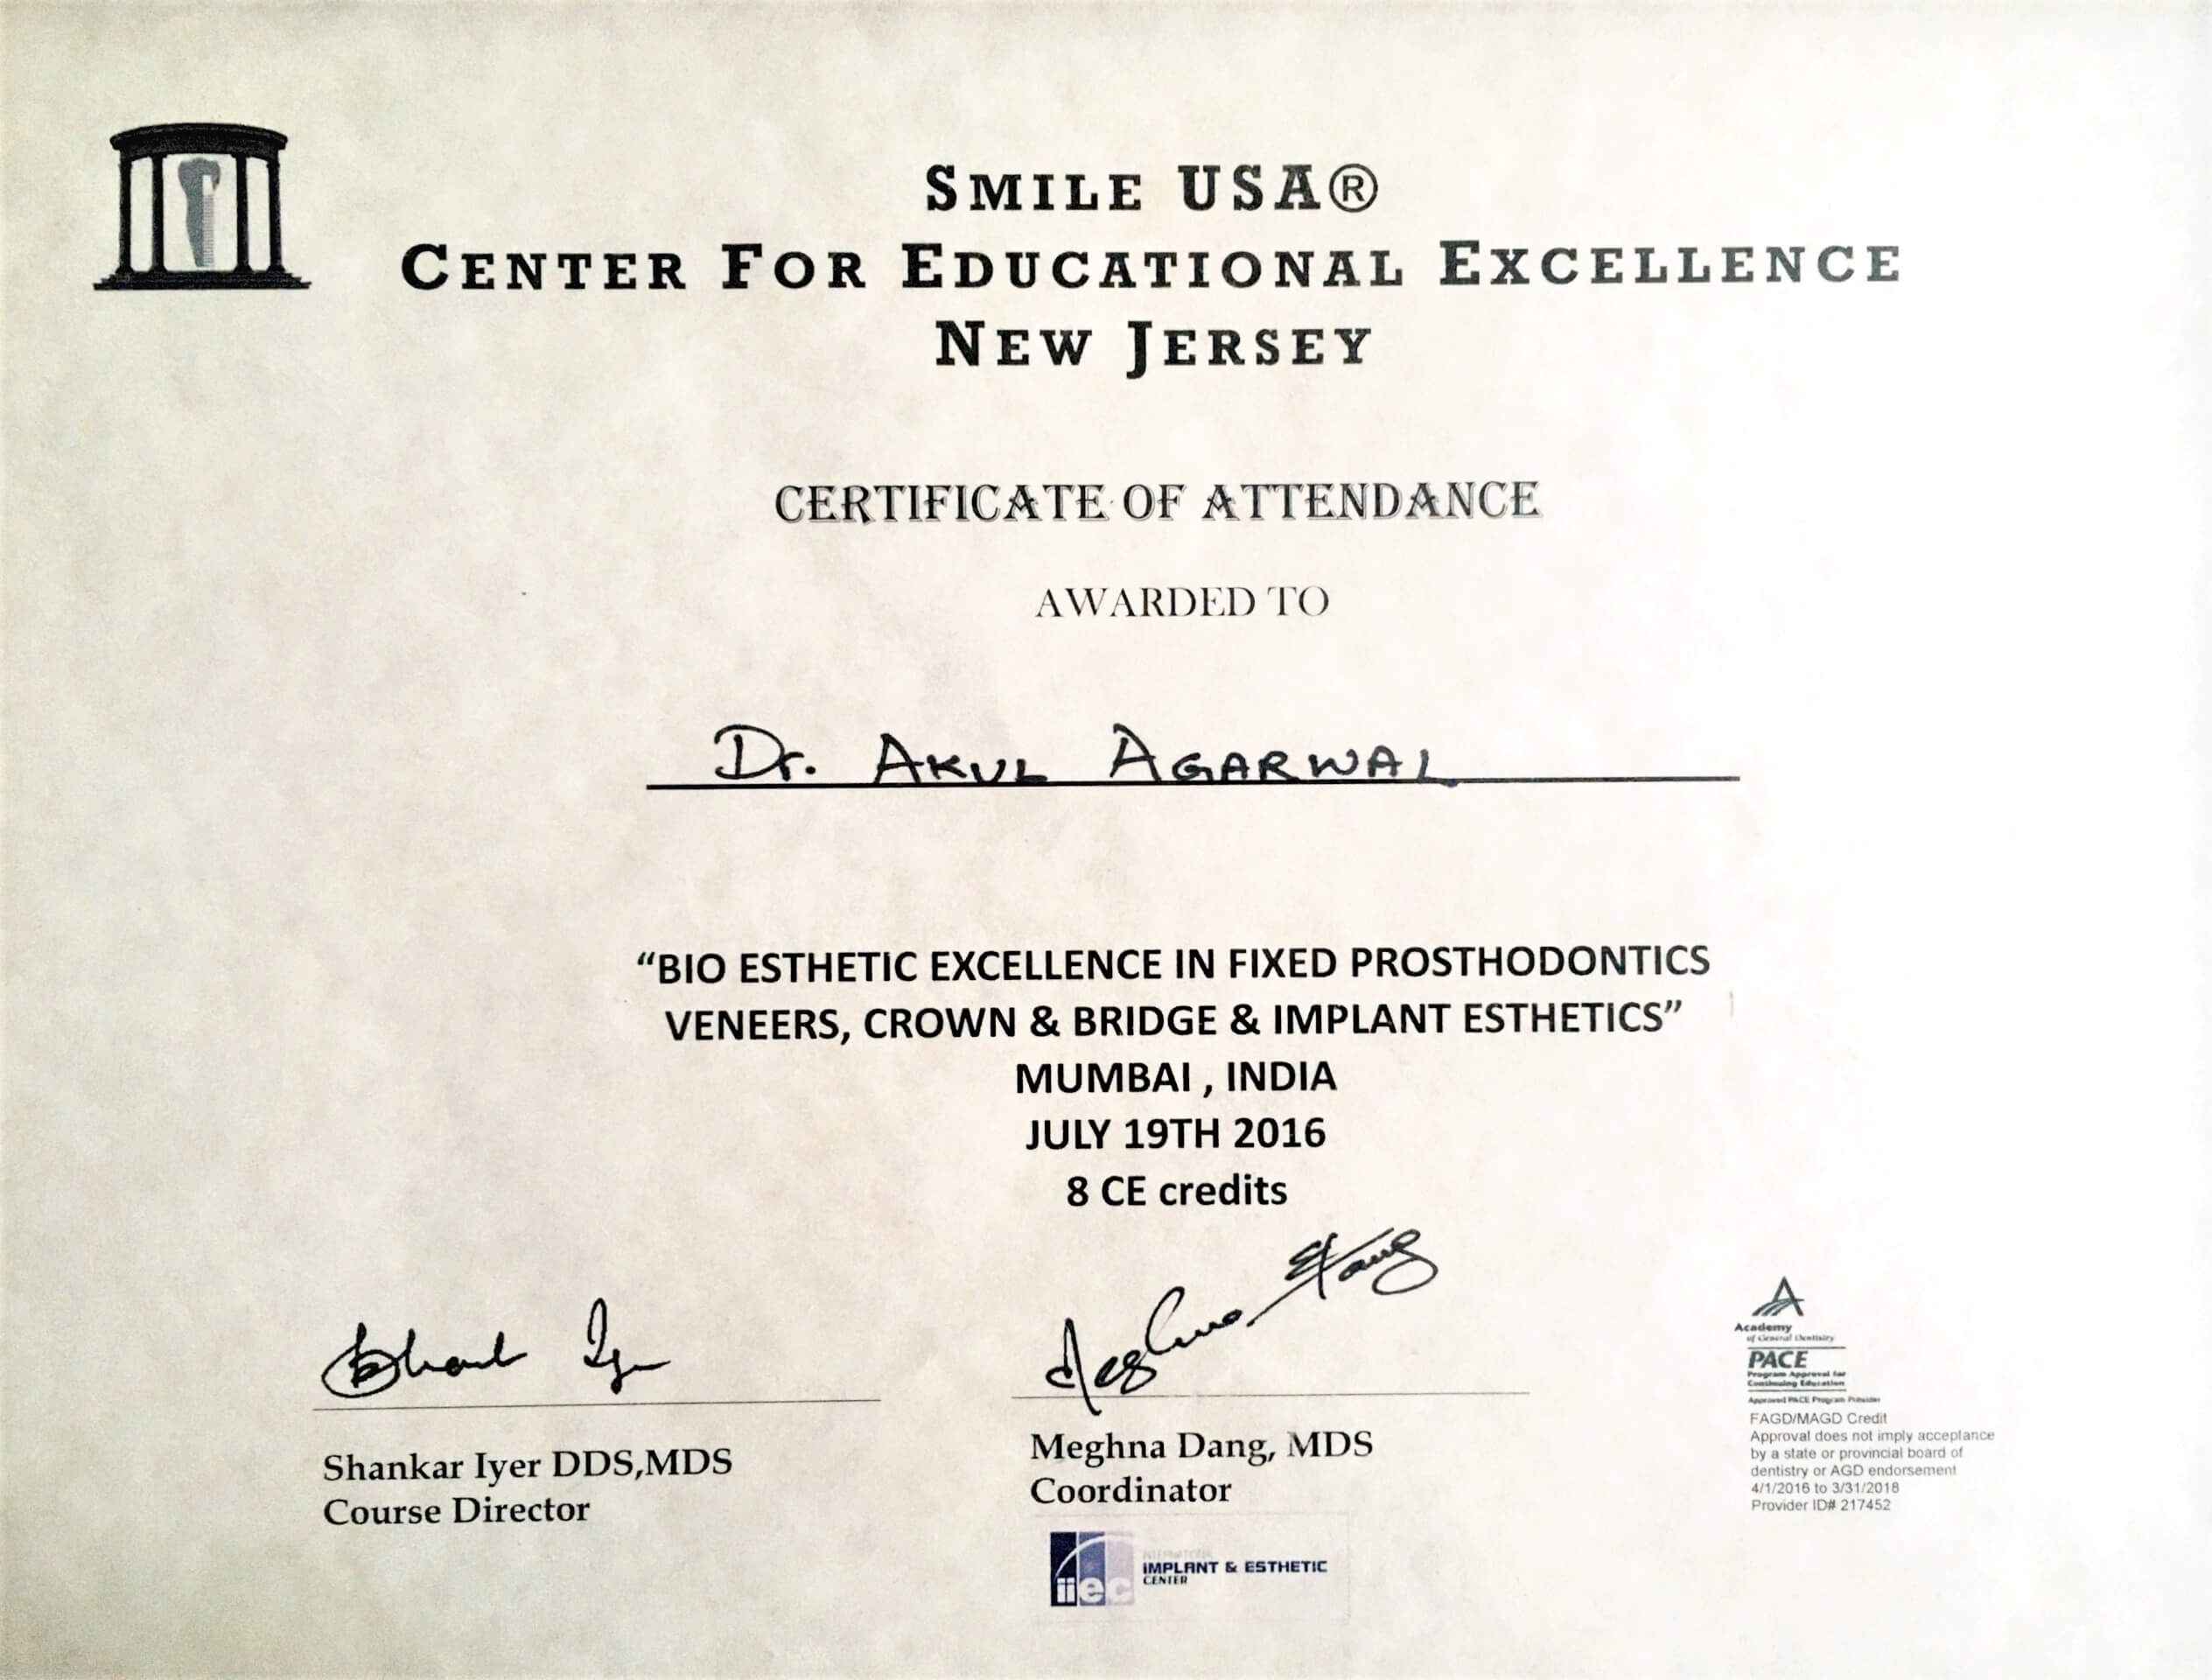 SMILE USA®
CENTER FOR EDUCATIONAL EXCELLENCE
NEW JERSEY
CERTIFICATE OF ATTENDANCE
AWARDED TO
Dr. AKUL AGARWAL
“BIO ESTHETIC EXCELLENCE IN FIXED PROSTHODONTICS
VENEERS, CROWN & BRIDGE & IMPLANT ESTHETICS”
MUMBAI , INDIA
JULY 19TH 2016
8 CE credits
Shankar Iyer DDS,MDS
Course Director
Meghna Dang, MDS
Coordinator
iiec
IMPLANT & ESTHETIC
CENTER
Academy
of General Dentistry
PACE
Program Approval for
Continuing Education
Approved PACE Program Provider
FAGD/MAGD Credit
Approval does not imply acceptance
by a state or provincial board of
dentistry or AGD endorsement
4/1/2016 to 3/31/2018
Provider ID# 217452